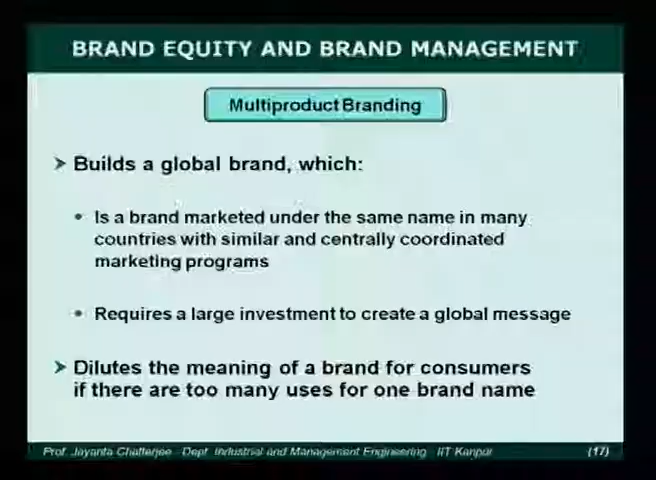 BRAND EQUITY AND BRAND MANAGEMENT
Multiproduct Branding
➤ Builds a global brand, which:
• Is a brand marketed under the same name in many
countries with similar and centrally coordinated
marketing programs
• Requires a large investment to create a global message
➤ Dilutes the meaning of a brand for consumers
if there are too many uses for one brand name
Prof. Jayanta Chatterjee - Dept. Industrial and Management Engineering - IIT Kanpur (17)